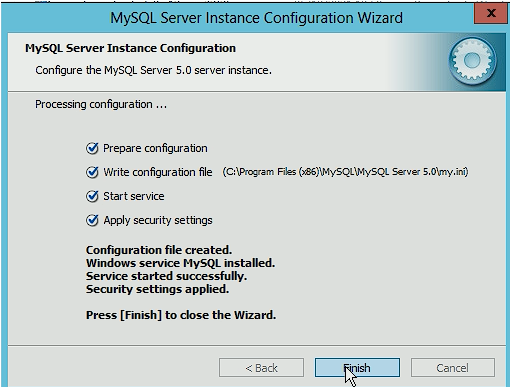 MySQL Server Instance Configuration Wizard
x
MySQL Server Instance Configuration
Configure the MySQL Server 5.0 server instance.
Processing configuration ...
Prepare configuration
Write configuration file (C:\Program Files (x86)\MySQL\MySQL Server 5.0\my.ini)
Start service
Apply security settings
Configuration file created.
Windows service MySQL installed.
Service started successfully.
Security settings applied.
Press [Finish] to close the Wizard.
< Back
Finish
Cancel